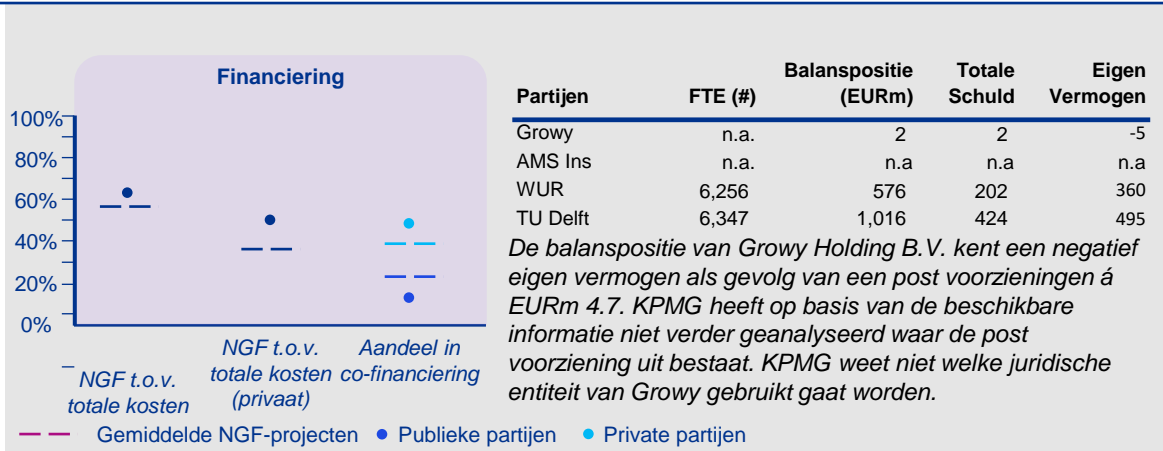 Financiering
100%
80%
60%
40%
20%
0%
NGF t.o.v.
totale kosten
NGF t.o.v.
totale kosten
(privaat)
Aandeel in
co-financiering
Gemiddelde NGF-projecten Publieke partijen Private partijen
Partijen FTE (#) Balanspositie (EURm) Totale Schuld Eigen Vermogen
Growy n.a. 2 2 -5
AMS Ins n.a. n.a n.a n.a
WUR 6,256 576 202 360
TU Delft 6,347 1,016 424 495
De balanspositie van Growy Holding B.V. kent een negatief
eigen vermogen als gevolg van een post voorzieningen á
EURm 4.7. KPMG heeft op basis van de beschikbare
informatie niet verder geanalyseerd waar de post
voorziening uit bestaat. KPMG weet niet welke juridische
entiteit van Growy gebruikt gaat worden.